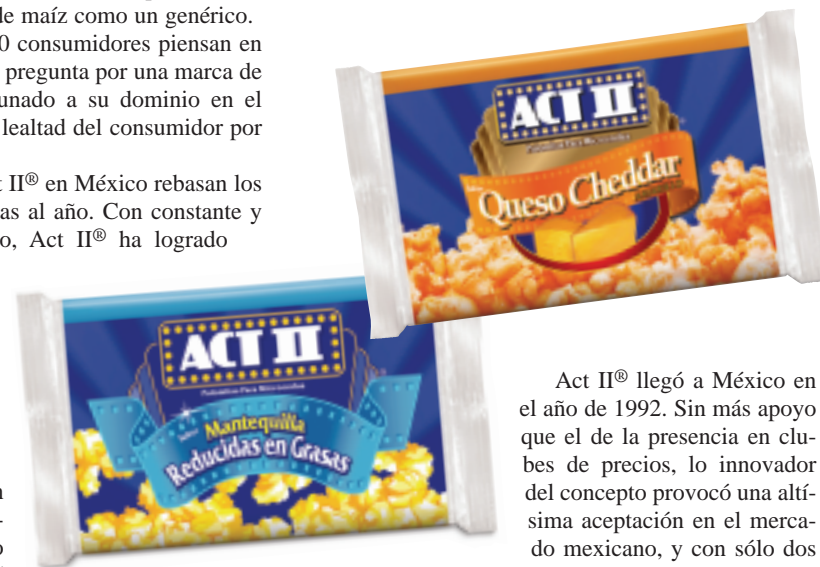 de maíz como un genérico.
0 consumidores piensan en
pregunta por una marca de
unado a su dominio en el
lealtad del consumidor por
t II® en México rebasan los
as al año. Con constante y
o, Act II® ha logrado
ACT II
Queso Cheddar
ACT II
Palomitas Para Microondas
Sabor
Mantequilla
Reducidas en Grasas
n
-
o
Act II® llegó a México en
el año de 1992. Sin más apoyo
que el de la presencia en clu-
bes de precios, lo innovador
del concepto provocó una altí-
sima aceptación en el merca-
do mexicano, y con sólo dos